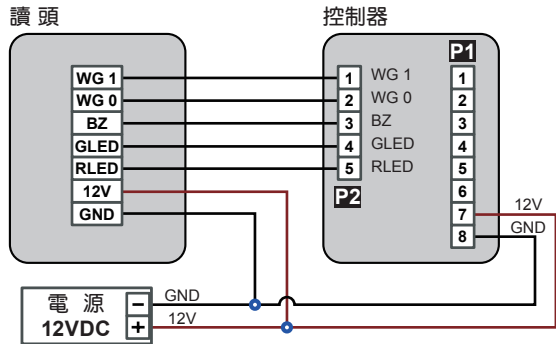 讀 頭
控制器
WG 1
WG 0
BZ
GLED
RLED
12V
GND
1 WG 1
2 WG 0
3 BZ
4 GLED
5 RLED
P2
P1
1
2
3
4
5
6
7
8
12V
GND
電 源
12VDC
−
+
GND
12V